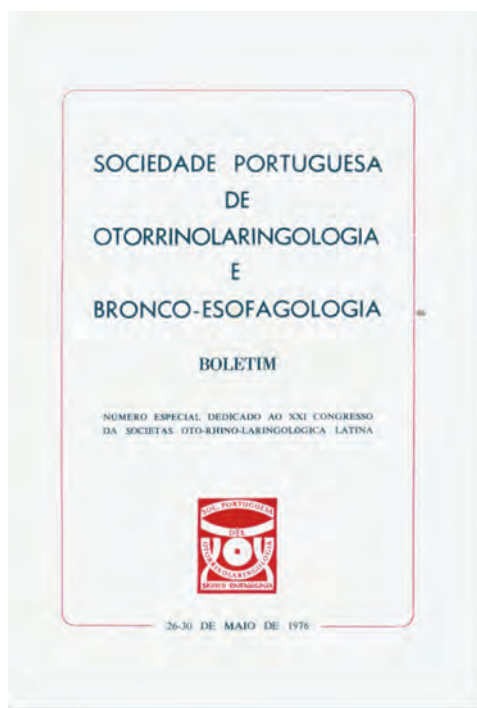 SOCIEDADE PORTUGUESA
DE
OTORRINOLARINGOLOGIA
E
BRONCO-ESOFAGOLOGIA
BOLETIM
NÚMERO ESPECIAL DEDICADO AO XXI CONGRESSO
DA SOCIETAS OTO-RHINO-LARINGOLÓGICA LATINA
SOC. PORTUGUESA
DE
OTORRINOLARINGOLOGIA
BRONCO-ESOFAGOLOGIA
26-30 DE MAIO DE 1976